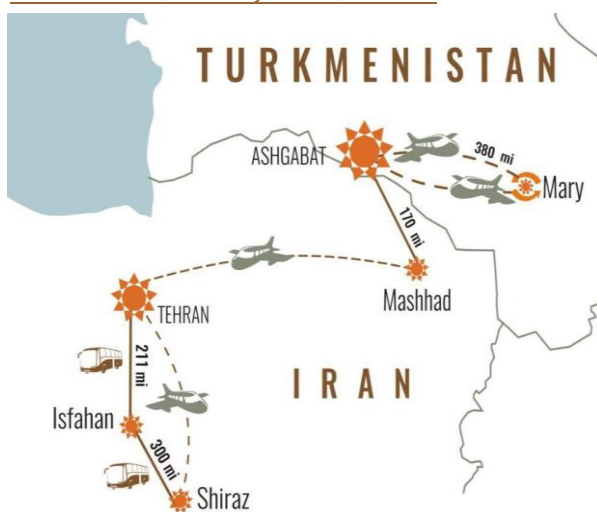 TURKMENISTAN
ASHGABAT
380 mi
Mary
170 mi
Mashhad
TEHRAN
211 mi
IRAN
Isfahan
300 mi
Shiraz